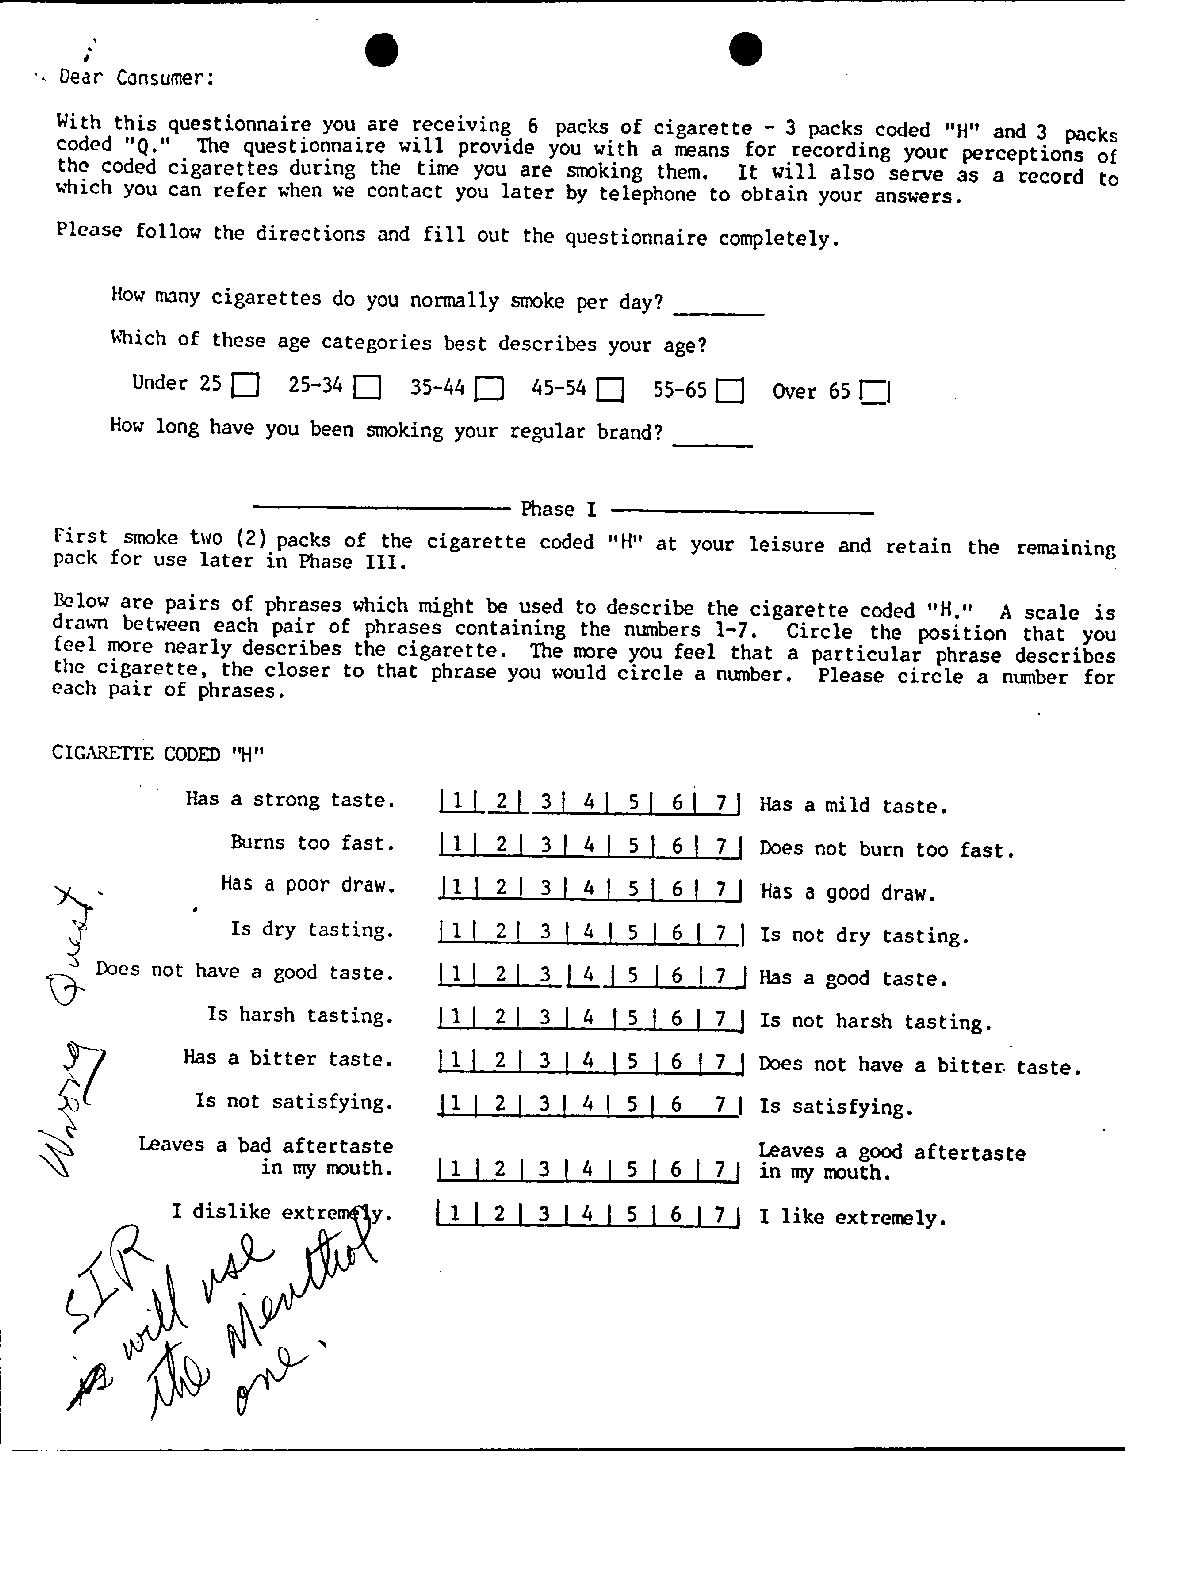 Dear Consumer:
With this questionnaire you are receiving 6 packs of cigarette - 3 packs coded "H" and 3 packs
coded "Q." The questionnaire will provide you with a means for recording your perceptions of
the coded cigarettes during the time you are smoking them. It will also serve as a record to
which you can refer when we contact you later by telephone to obtain your answers.
Please follow the directions and fill out the questionnaire completely.
How many cigarettes do you normally smoke per day? ______
Which of these age categories best describes your age?
Under 25 □ 25-34 □ 35-44 □ 45-54 □ 55-65 □ Over 65 □
How long have you been smoking your regular brand? ______
Phase I
First smoke two (2) packs of the cigarette coded "H" at your leisure and retain the remaining
pack for use later in Phase III.
Below are pairs of phrases which might be used to describe the cigarette coded "H." A scale is
drawn between each pair of phrases containing the numbers 1-7. Circle the position that you
feel more nearly describes the cigarette. The more you feel that a particular phrase describes
the cigarette, the closer to that phrase you would circle a number. Please circle a number for
each pair of phrases.
CIGARETTE CODED "H"
Has a strong taste. |1| 2| 3| 4| 5| 6| 7| Has a mild taste.
Burns too fast. |1| 2| 3| 4| 5| 6| 7| Does not burn too fast.
Has a poor draw. |1| 2| 3| 4| 5| 6| 7| Has a good draw.
Is dry tasting. |1| 2| 3| 4| 5| 6| 7| Is not dry tasting.
Does not have a good taste. |1| 2| 3| 4| 5| 6| 7| Has a good taste.
Is harsh tasting. |1| 2| 3| 4| 5| 6| 7| Is not harsh tasting.
Has a bitter taste. |1| 2| 3| 4| 5| 6| 7| Does not have a bitter taste.
Is not satisfying. |1| 2| 3| 4| 5| 6 7| Is satisfying.
Leaves a bad aftertaste
in my mouth. |1| 2| 3| 4| 5| 6| 7| Leaves a good aftertaste
in my mouth.
I dislike extremely. |1| 2| 3| 4| 5| 6| 7| I like extremely.
Wrong Quest.
SIR
will use
the Menthol
one.